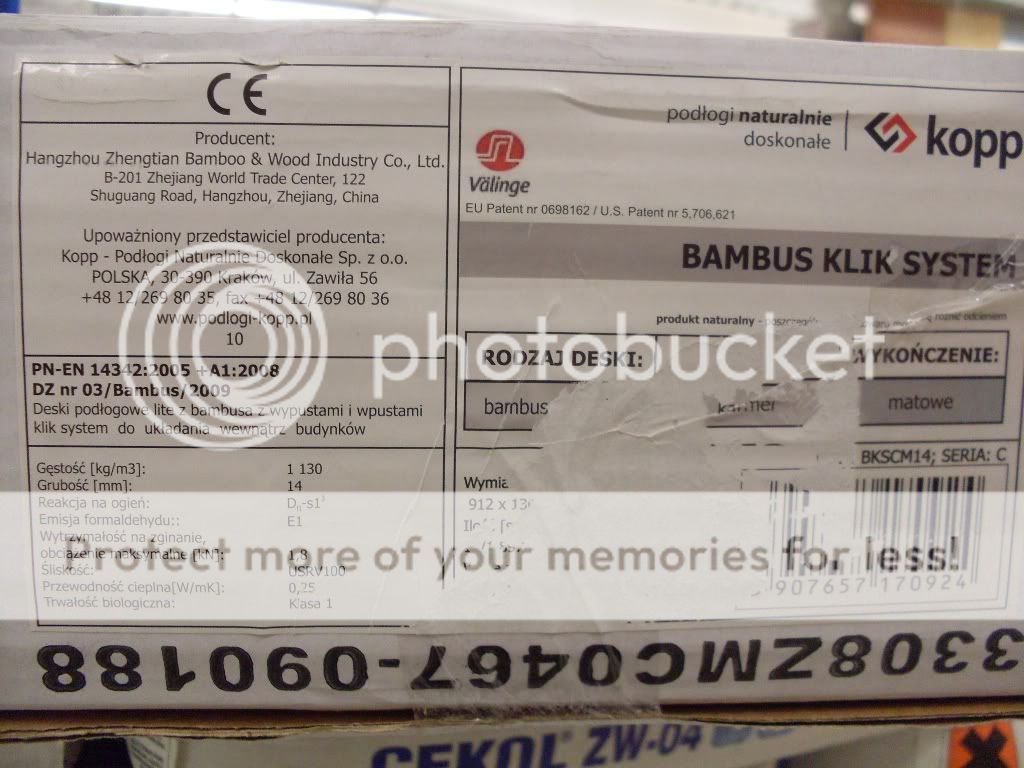 CE
Producent:
Hangzhou Zhengtian Bamboo & Wood Industry Co., Ltd.
B-201 Zhejiang World Trade Center, 122
Shuguang Road, Hangzhou, Zhejiang, China
Upoważniony przedstawiciel producenta:
Kopp - Podłogi Naturalnie Doskonałe Sp. z o.o.
POLSKA, 30-390 Kraków, ul. Zawiła 56
+48 12/269 80 35, fax +48 12/269 80 36
www.podlogi-kopp.pl
10
PN-EN 14342:2005 +A1:2008
DZ nr 03/Bambus/2009
Deski podłogowe lite z bambusa z wypustami i wpustami
klik system do układania wewnątrz budynków
Gęstość [kg/m3]: 1 130
Grubość [mm]: 14
Reakcja na ogień: Dfl-s1
Emisja formaldehydu:: E1
Wytrzymałość na zginanie,
obciążenie maksymalne [kN]: 1,8
Śliskość: USRV100
Przewodność cieplna[W/mK] 0,25
Trwałość biologiczna: Klasa 1
podłogi naturalnie
doskonałe
kopp
Välinge
EU Patent nr 0698162 / U.S. Patent nr 5,706,621
BAMBUS KLIK SYSTEM
produkt naturalny - różnić odcieniem
RODZAJ DESKI: WYKOŃCZENIE:
bambus karmel matowe
BKSCM14; SERIA: C
912 x
907657 170924
3308ZMC0467-090188
CEKOL ZW-04
photobucket
Protect more of your memories for less!